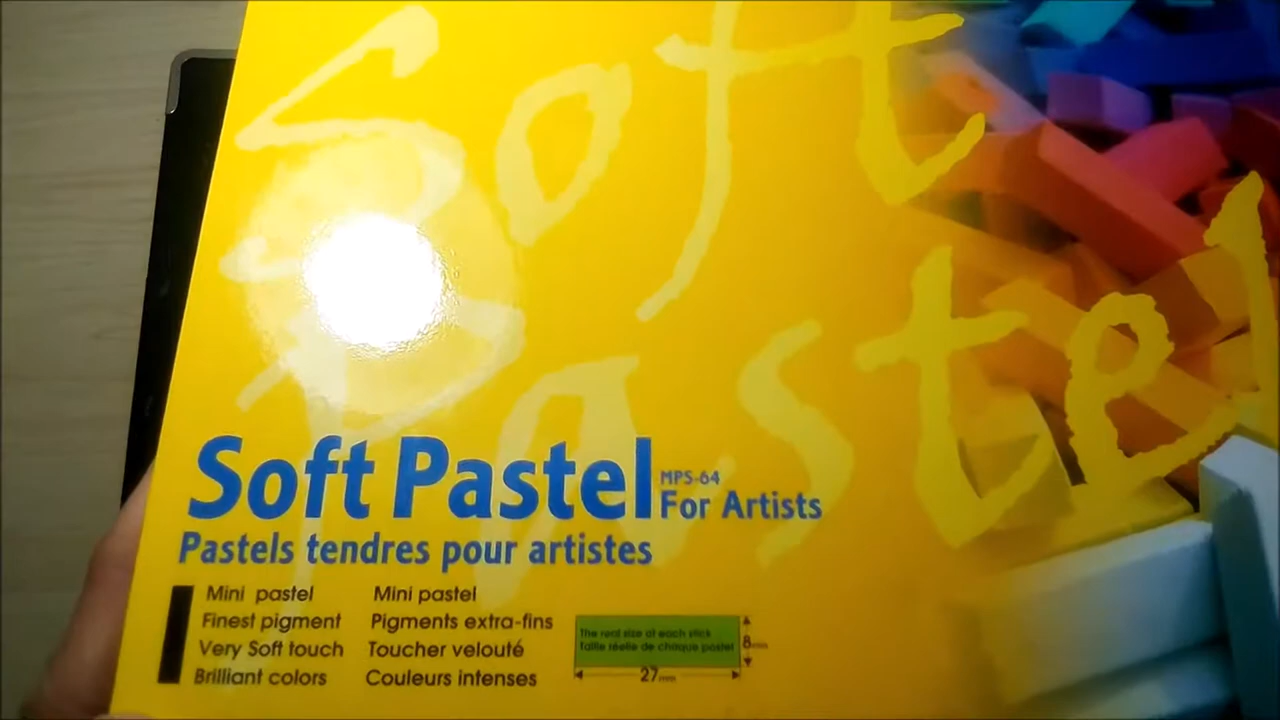 Soft
Pastel
Soft Pastel MPS-64
For Artists
Pastels tendres pour artistes
Mini pastel Mini pastel
Finest pigment Pigments extra-fins
Very Soft touch Toucher velouté
Brilliant colors Couleurs intenses
The real size of each stick
Taille réelle de chaque pastel
8mm
27mm